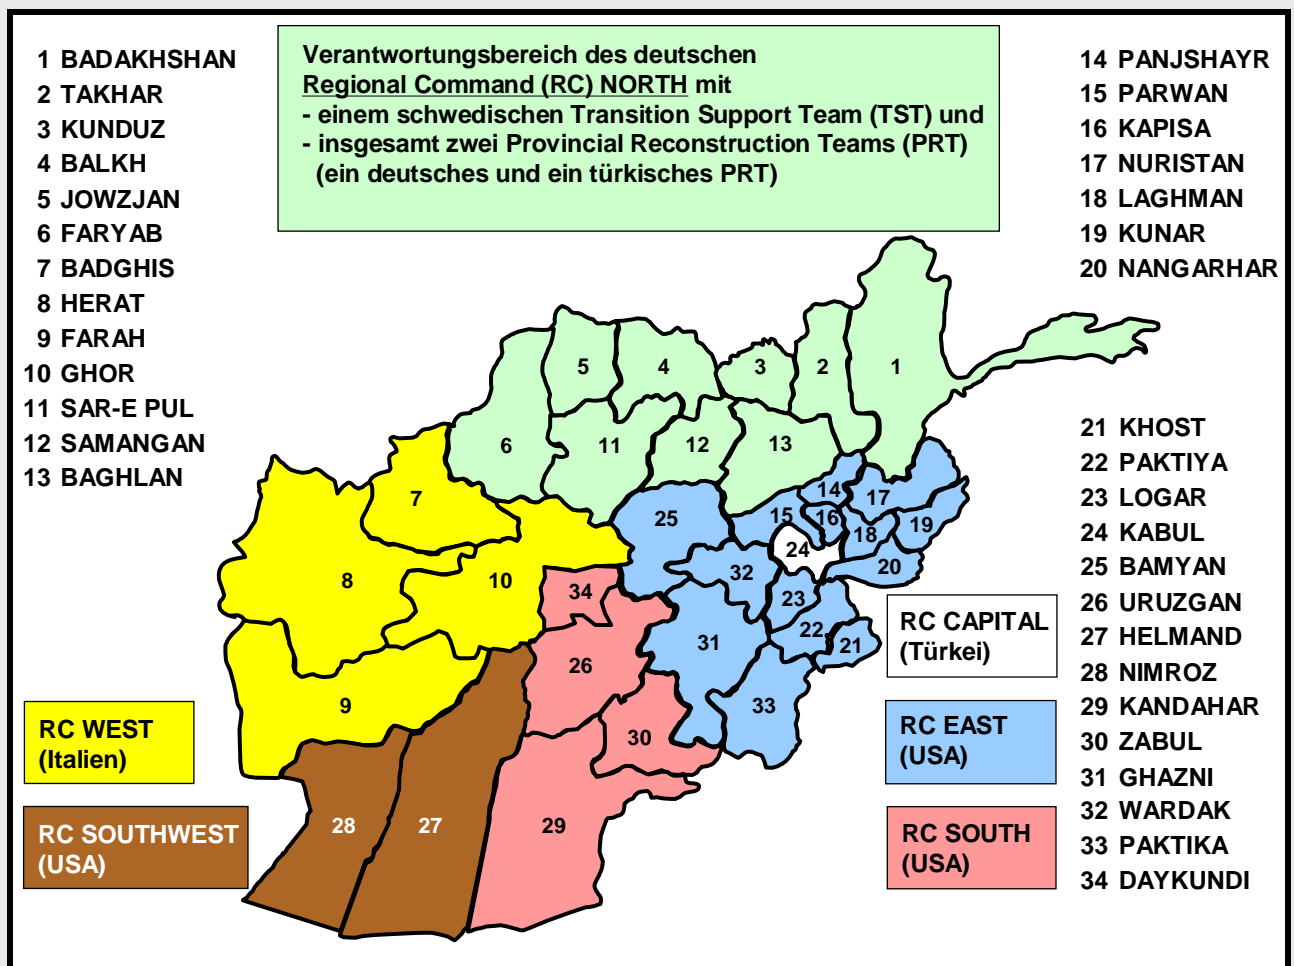 1 BADAKHSHAN
2 TAKHAR
3 KUNDUZ
4 BALKH
5 JOWZJAN
6 FARYAB
7 BADGHIS
8 HERAT
9 FARAH
10 GHOR
11 SAR-E PUL
12 SAMANGAN
13 BAGHLAN
Verantwortungsbereich des deutschen
Regional Command (RC) NORTH mit
- einem schwedischen Transition Support Team (TST) und
- insgesamt zwei Provincial Reconstruction Teams (PRT)
(ein deutsches und ein türkisches PRT)
14 PANJSHAYR
15 PARWAN
16 KAPISA
17 NURISTAN
18 LAGHMAN
19 KUNAR
20 NANGARHAR
21 KHOST
22 PAKTIYA
23 LOGAR
24 KABUL
25 BAMYAN
26 URUZGAN
27 HELMAND
28 NIMROZ
29 KANDAHAR
30 ZABUL
31 GHAZNI
32 WARDAK
33 PAKTIKA
34 DAYKUNDI
5
4
3
2
1
6
11
12
13
7
14
17
25
15
16
19
18
24
20
8
10
34
32
23
22
21
31
26
9
33
30
28
27
29
RC CAPITAL
(Türkei)
RC WEST
(Italien)
RC EAST
(USA)
RC SOUTHWEST
(USA)
RC SOUTH
(USA)